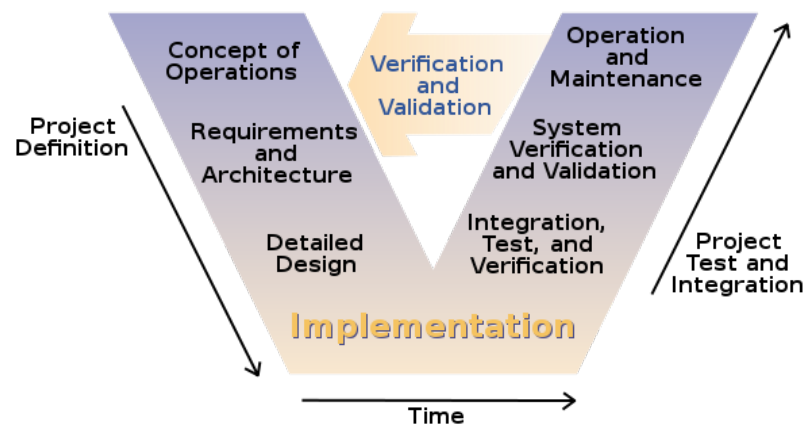 Concept of
Operations
Verification
and
Validation
Operation
and
Maintenance
Project
Definition
Requirements
and
Architecture
System
Verification
and Validation
Detailed
Design
Integration,
Test, and
Verification
Project
Test and
Integration
Implementation
Time